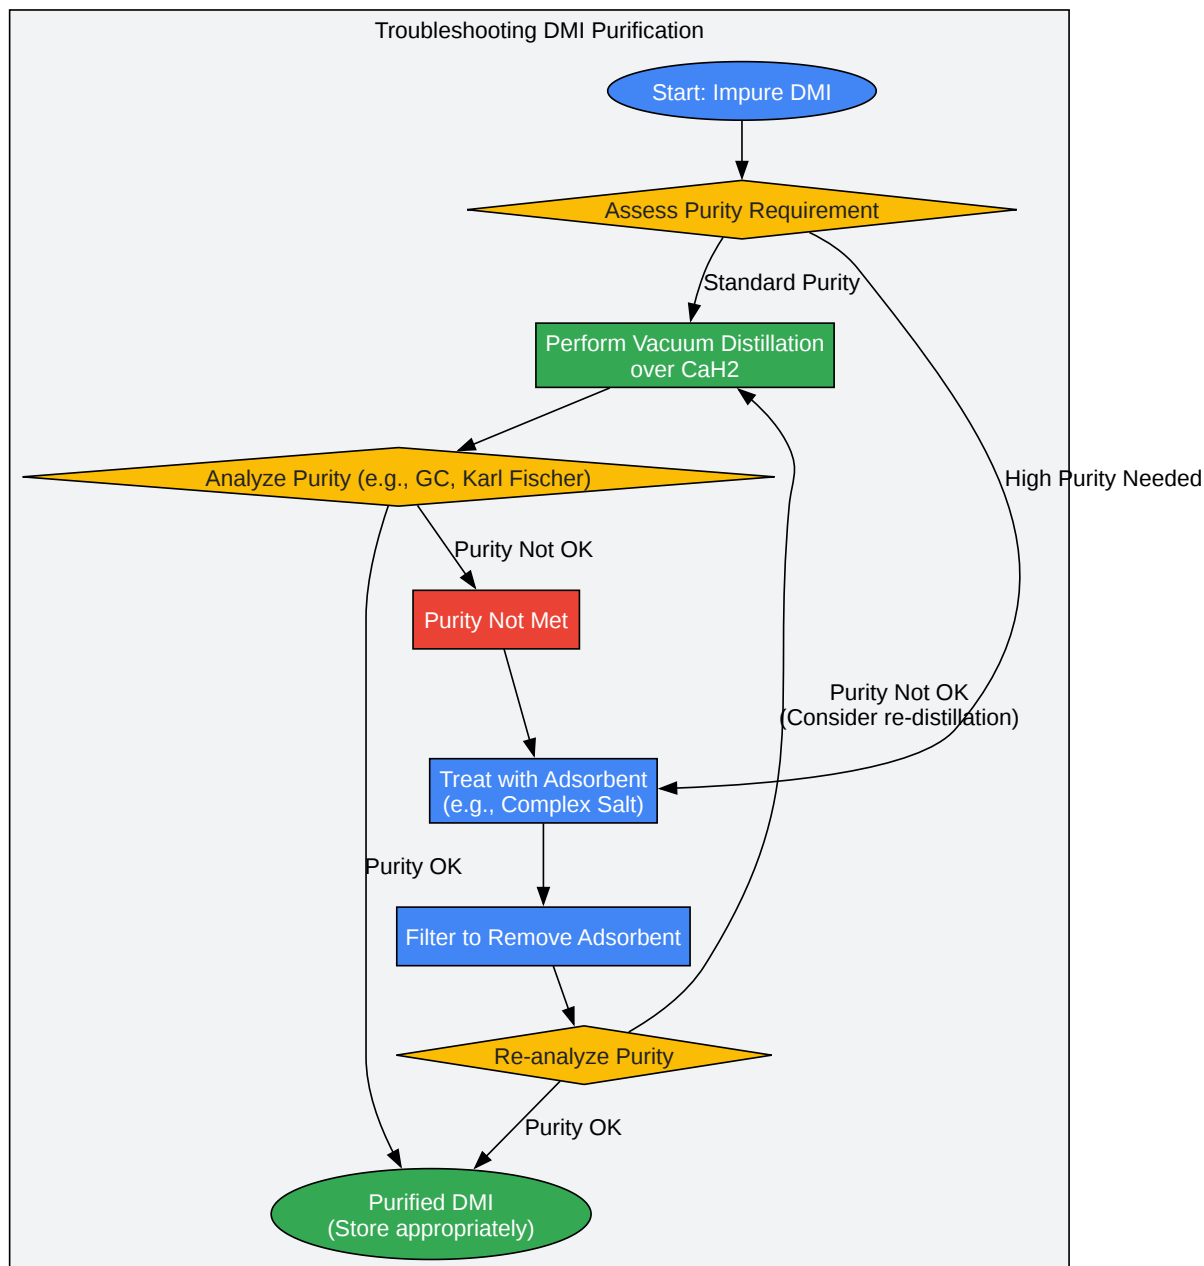 Troubleshooting DMI Purification
Start: Impure DMI
Assess Purity Requirement
Standard Purity
Perform Vacuum Distillation
over CaH2
Analyze Purity (e.g., GC, Karl Fischer)
High Purity Needed
Purity Not OK
Purity Not Met
Purity Not OK
(Consider re-distillation)
Treat with Adsorbent
(e.g., Complex Salt)
Purity OK
Filter to Remove Adsorbent
Re-analyze Purity
Purity OK
Purified DMI
(Store appropriately)